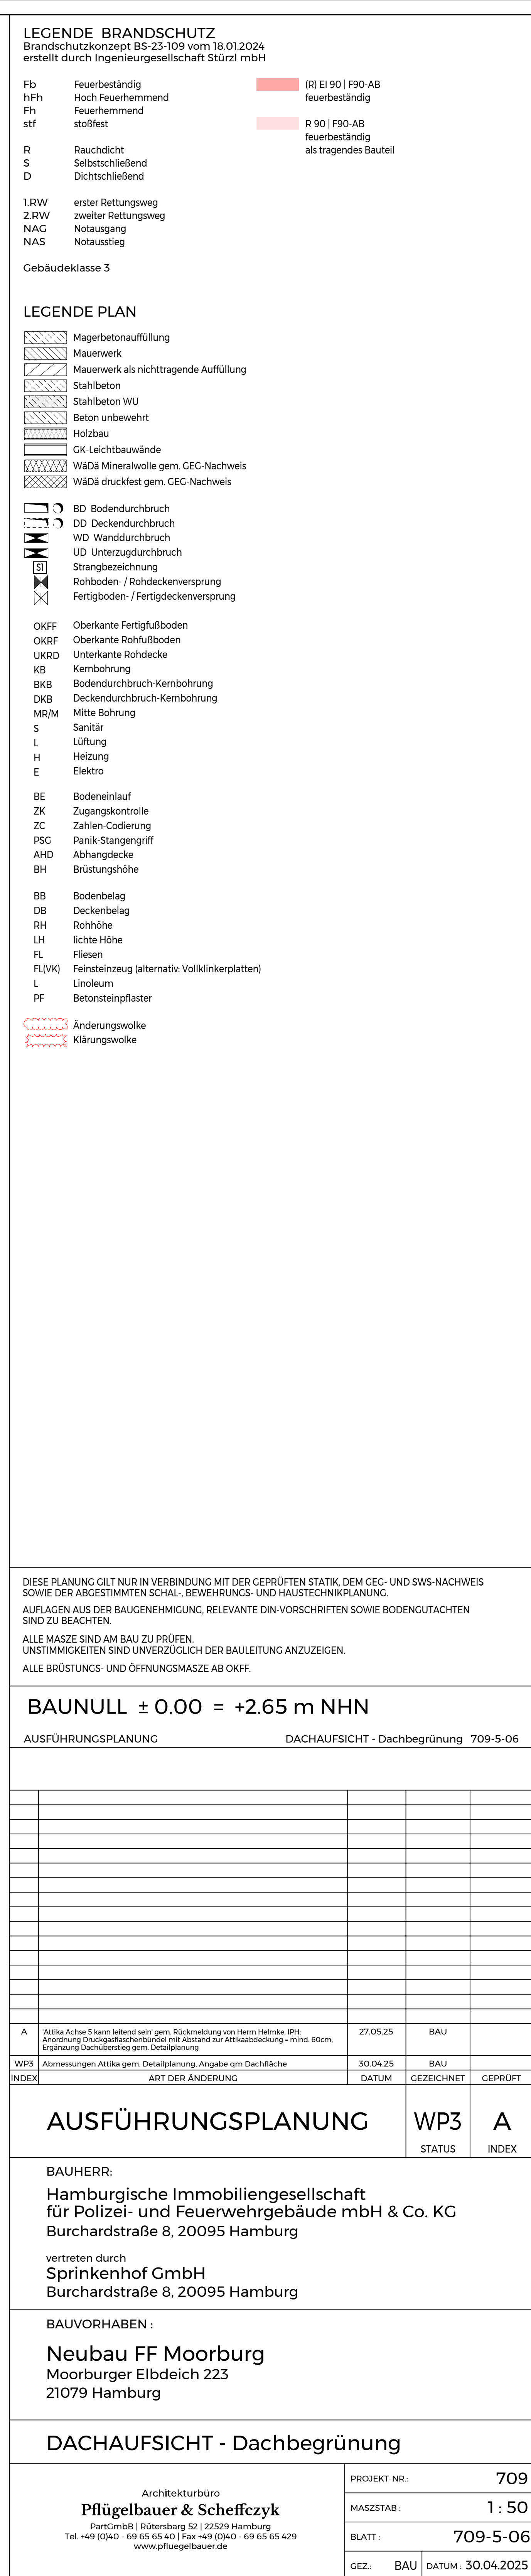 LEGENDE BRANDSCHUTZ
Brandschutzkonzept BS-23-109 vom 18.01.2024
erstellt durch Ingenieurgesellschaft Stürzl mbH
Fb Feuerbeständig
hFh Hoch Feuerhemmend
Fh Feuerhemmend
stf stoßfest
R Rauchdicht
S Selbstschließend
D Dichtschließend
1.RW erster Rettungsweg
2.RW zweiter Rettungsweg
NAG Notausgang
NAS Notausstieg
Gebäudeklasse 3
(R) EI 90 | F90-AB
feuerbeständig
R 90 | F90-AB
feuerbeständig
als tragendes Bauteil
LEGENDE PLAN
Magerbetonauffüllung
Mauerwerk
Mauerwerk als nichttragende Auffüllung
Stahlbeton
Stahlbeton WU
Beton unbewehrt
Holzbau
GK-Leichtbauwände
WäDä Mineralwolle gem. GEG-Nachweis
WäDä druckfest gem. GEG-Nachweis
BD Bodendurchbruch
DD Deckendurchbruch
WD Wanddurchbruch
UD Unterzugdurchbruch
S1 Strangbezeichnung
Rohboden- / Rohdeckenversprung
Fertigboden- / Fertigdeckenversprung
OKFF Oberkante Fertigfußboden
OKRF Oberkante Rohfußboden
UKRD Unterkante Rohdecke
KB Kernbohrung
BKB Bodendurchbruch-Kernbohrung
DKB Deckendurchbruch-Kernbohrung
MR/M Mitte Bohrung
S Sanitär
L Lüftung
H Heizung
E Elektro
BE Bodeneinlauf
ZK Zugangskontrolle
ZC Zahlen-Codierung
PSG Panik-Stangengriff
AHD Abhangdecke
BH Brüstungshöhe
BB Bodenbelag
DB Deckenbelag
RH Rohhöhe
LH lichte Höhe
FL Fliesen
FL(VK) Feinsteinzeug (alternativ: Vollklinkerplatten)
L Linoleum
PF Betonsteinpflaster
Änderungswolke
Klärungswolke
DIESE PLANUNG GILT NUR IN VERBINDUNG MIT DER GEPRÜFTEN STATIK, DEM GEG- UND SWS-NACHWEIS
SOWIE DER ABGESTIMMTEN SCHAL-, BEWEHRUNGS- UND HAUSTECHNIKPLANUNG.
AUFLAGEN AUS DER BAUGENEHMIGUNG, RELEVANTE DIN-VORSCHRIFTEN SOWIE BODENGUTACHTEN
SIND ZU BEACHTEN.
ALLE MASZE SIND AM BAU ZU PRÜFEN.
UNSTIMMIGKEITEN SIND UNVERZÜGLICH DER BAULEITUNG ANZUZEIGEN.
ALLE BRÜSTUNGS- UND ÖFFNUNGSMASZE AB OKFF.
BAUNULL ± 0.00 = +2.65 m NHN
AUSFÜHRUNGSPLANUNG DACHAUFSICHT - Dachbegrünung 709-5-06
A 'Attika Achse 5 kann leitend sein' gem. Rückmeldung von Herrn Helmke, IPH; 27.05.25 BAU
Anordnung Druckgasflaschenbündel mit Abstand zur Attikaabdeckung = mind. 60cm,
Ergänzung Dachüberstieg gem. Detailplanung
WP3 Abmessungen Attika gem. Detailplanung, Angabe qm Dachfläche 30.04.25 BAU
INDEX ART DER ÄNDERUNG DATUM GEZEICHNET GEPRÜFT
AUSFÜHRUNGSPLANUNG WP3 A
STATUS INDEX
BAUHERR:
Hamburgische Immobiliengesellschaft
für Polizei- und Feuerwehrgebäude mbH & Co. KG
Burchardstraße 8, 20095 Hamburg
vertreten durch
Sprinkenhof GmbH
Burchardstraße 8, 20095 Hamburg
BAUVORHABEN :
Neubau FF Moorburg
Moorburger Elbdeich 223
21079 Hamburg
DACHAUFSICHT - Dachbegrünung
Architekturbüro
Pflügelbauer & Scheffczyk
PartGmbB | Rütersbarg 52 | 22529 Hamburg
Tel. +49 (0)40 - 69 65 65 40 | Fax +49 (0)40 - 69 65 65 429
www.pfluegelbauer.de
PROJEKT-NR.: 709
MASZSTAB : 1 : 50
BLATT : 709-5-06
GEZ.: BAU DATUM : 30.04.2025